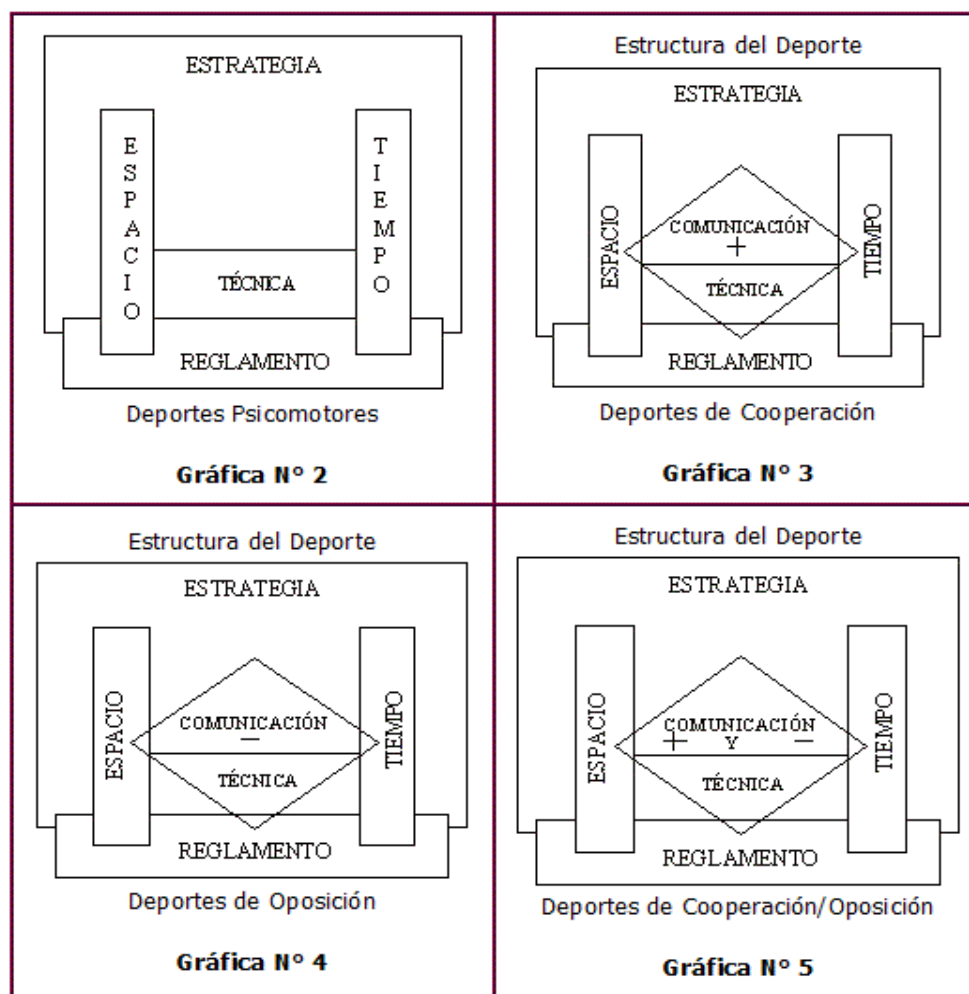 ESTRATEGIA
ESPACIO
TIEMPO
TÉCNICA
REGLAMENTO
Deportes Psicomotores
Gráfica N° 2
Estructura del Deporte
ESTRATEGIA
ESPACIO
COMUNICACIÓN
+
TIEMPO
TÉCNICA
REGLAMENTO
Deportes de Cooperación
Gráfica N° 3
Estructura del Deporte
ESTRATEGIA
ESPACIO
COMUNICACIÓN
−
TIEMPO
TÉCNICA
REGLAMENTO
Deportes de Oposición
Gráfica N° 4
Estructura del Deporte
ESTRATEGIA
ESPACIO
COMUNICACIÓN
+ Y −
TIEMPO
TÉCNICA
REGLAMENTO
Deportes de Cooperación/Oposición
Gráfica N° 5